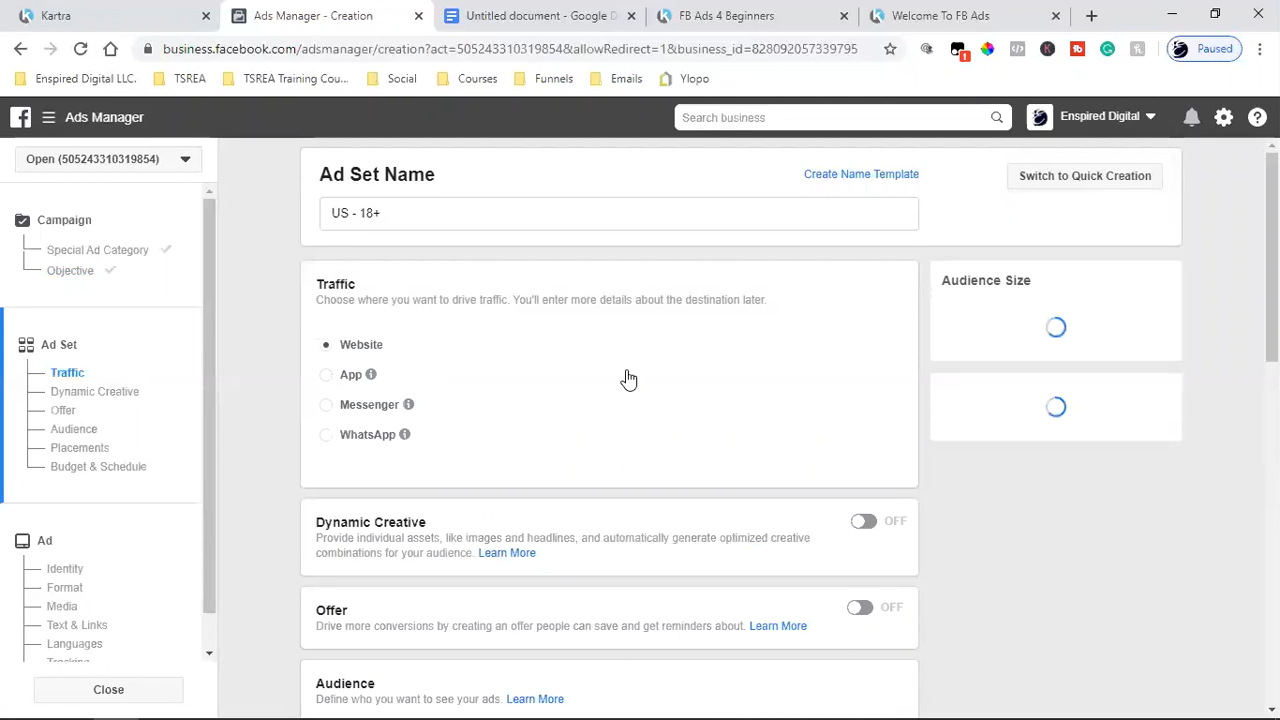 Kartra
Ads Manager - Creation
Untitled document - Google D
FB Ads 4 Beginners
Welcome To FB Ads
business.facebook.com/adsmanager/creation?act=505243310319854&allowRedirect=1&business_id=828092057339795
Paused
Enspired Digital LLC.
TSREA
TSREA Training Cou...
Social
Courses
Funnels
Emails
Ylopo
Ads Manager
Search business
Enspired Digital
Open (505243310319854)
Ad Set Name
Create Name Template
Switch to Quick Creation
US - 18+
Campaign
Special Ad Category
Objective
Traffic
Choose where you want to drive traffic. You'll enter more details about the destination later.
Audience Size
Website
App
Messenger
WhatsApp
Ad Set
Traffic
Dynamic Creative
Offer
Audience
Placements
Budget & Schedule
Dynamic Creative
OFF
Provide individual assets, like images and headlines, and automatically generate optimized creative
combinations for your audience. Learn More
Ad
Identity
Format
Media
Text & Links
Languages
Tracking
Offer
OFF
Drive more conversions by creating an offer people can save and get reminders about. Learn More
Audience
Define who you want to see your ads. Learn More
Close